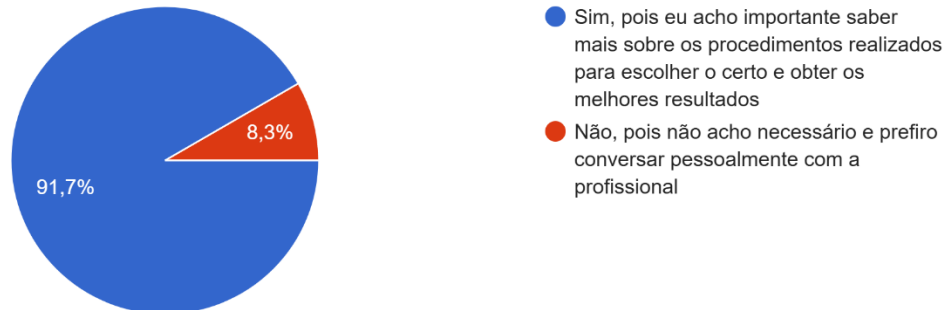 Sim, pois eu acho importante saber
mais sobre os procedimentos realizados
para escolher o certo e obter os
melhores resultados
Não, pois não acho necessário e prefiro
conversar pessoalmente com a
profissional
8,3%
91,7%